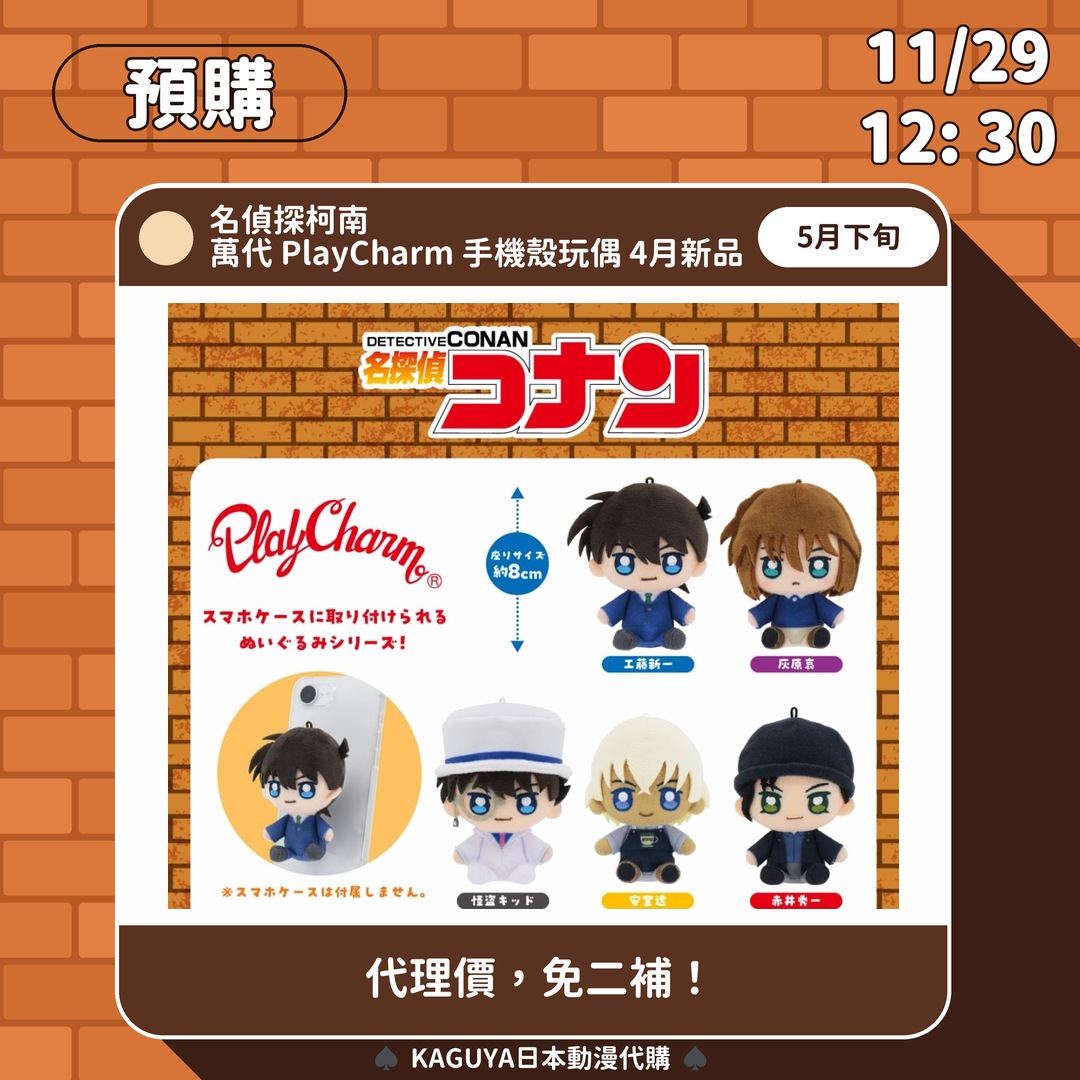 預購
11/29
12: 30
名偵探柯南
萬代 PlayCharm 手機殼玩偶 4月新品
5月下旬
DETECTIVE CONAN
名探偵
コナン
PlayCharm®
スマホケースに取り付けられる
ぬいぐるみシリーズ!
座りサイズ
約8cm
工藤新一
灰原哀
※スマホケースは付属しません。
怪盗キッド
安室透
赤井秀一
代理價，免二補！
♠ KAGUYA日本動漫代購 ♠